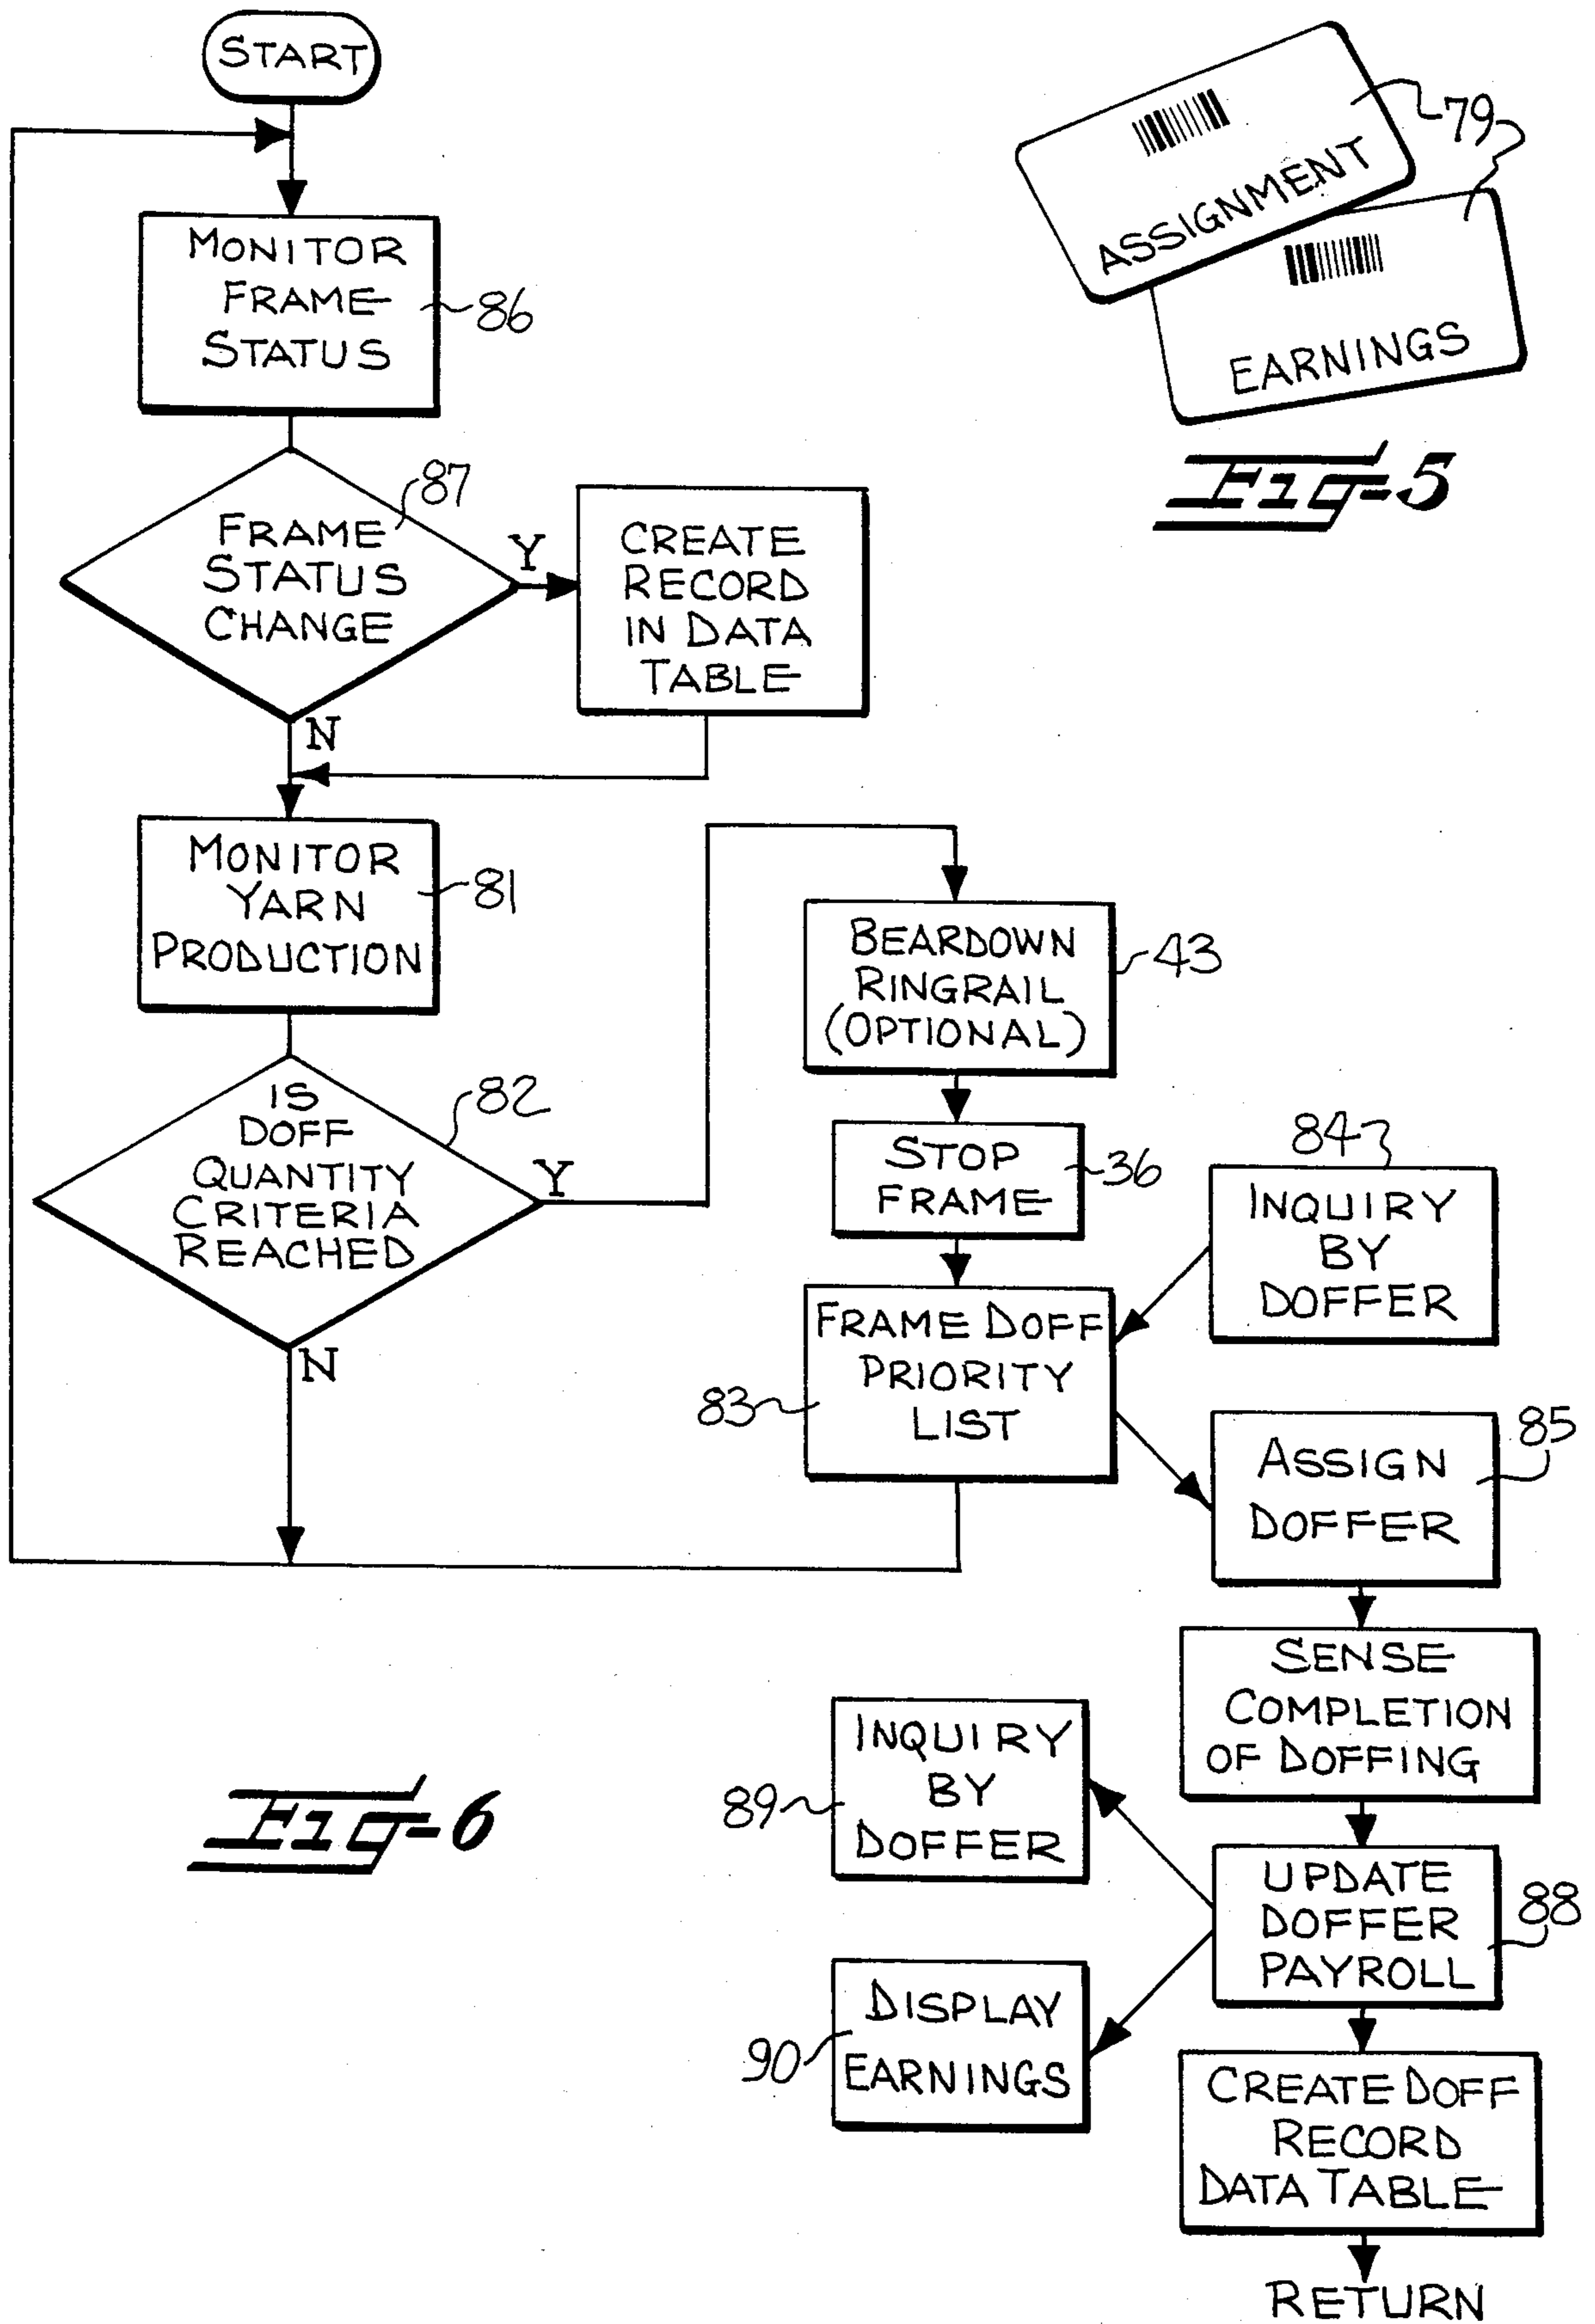 START
MONITOR
FRAME
STATUS
86
87
FRAME
STATUS
CHANGE
Y
N
CREATE
RECORD
IN DATA
TABLE
ASSIGNMENT
EARNINGS
79
Fig-5
MONITOR
YARN
PRODUCTION
81
IS
DOFF
QUANTITY
CRITERIA
REACHED
82
Y
N
BEARDOWN
RINGRAIL
(OPTIONAL)
43
STOP
FRAME
36
FRAME DOFF
PRIORITY
LIST
83
84
INQUIRY
BY
DOFFER
85
ASSIGN
DOFFER
SENSE
COMPLETION
OF DOFFING
INQUIRY
BY
DOFFER
89
UPDATE
DOFFER
PAYROLL
88
DISPLAY
EARNINGS
90
CREATE DOFF
RECORD
DATA TABLE
RETURN
Fig-6